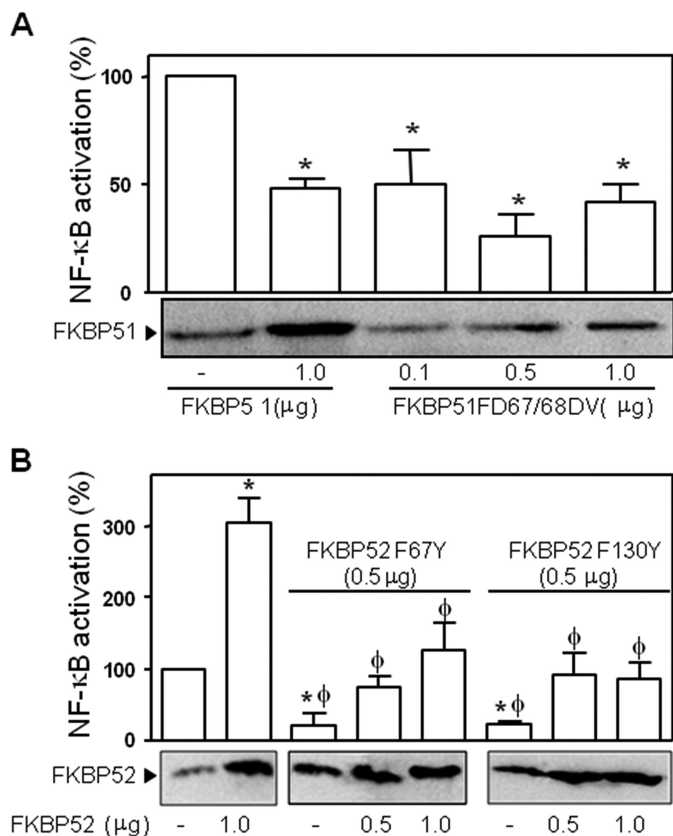 A
NF-κB activation (%)
100
50
0
* * * *
FKBP51
- 1.0 0.1 0.5 1.0
FKBP5 1(μg) FKBP51FD67/68DV( μg)
B
NF-κB activation (%)
300
200
100
0
*
FKBP52 F67Y
(0.5 μg)
FKBP52 F130Y
(0.5 μg)
*ϕ ϕ ϕ *ϕ ϕ ϕ
FKBP52
FKBP52 (μg) - 1.0 - 0.5 1.0 - 0.5 1.0